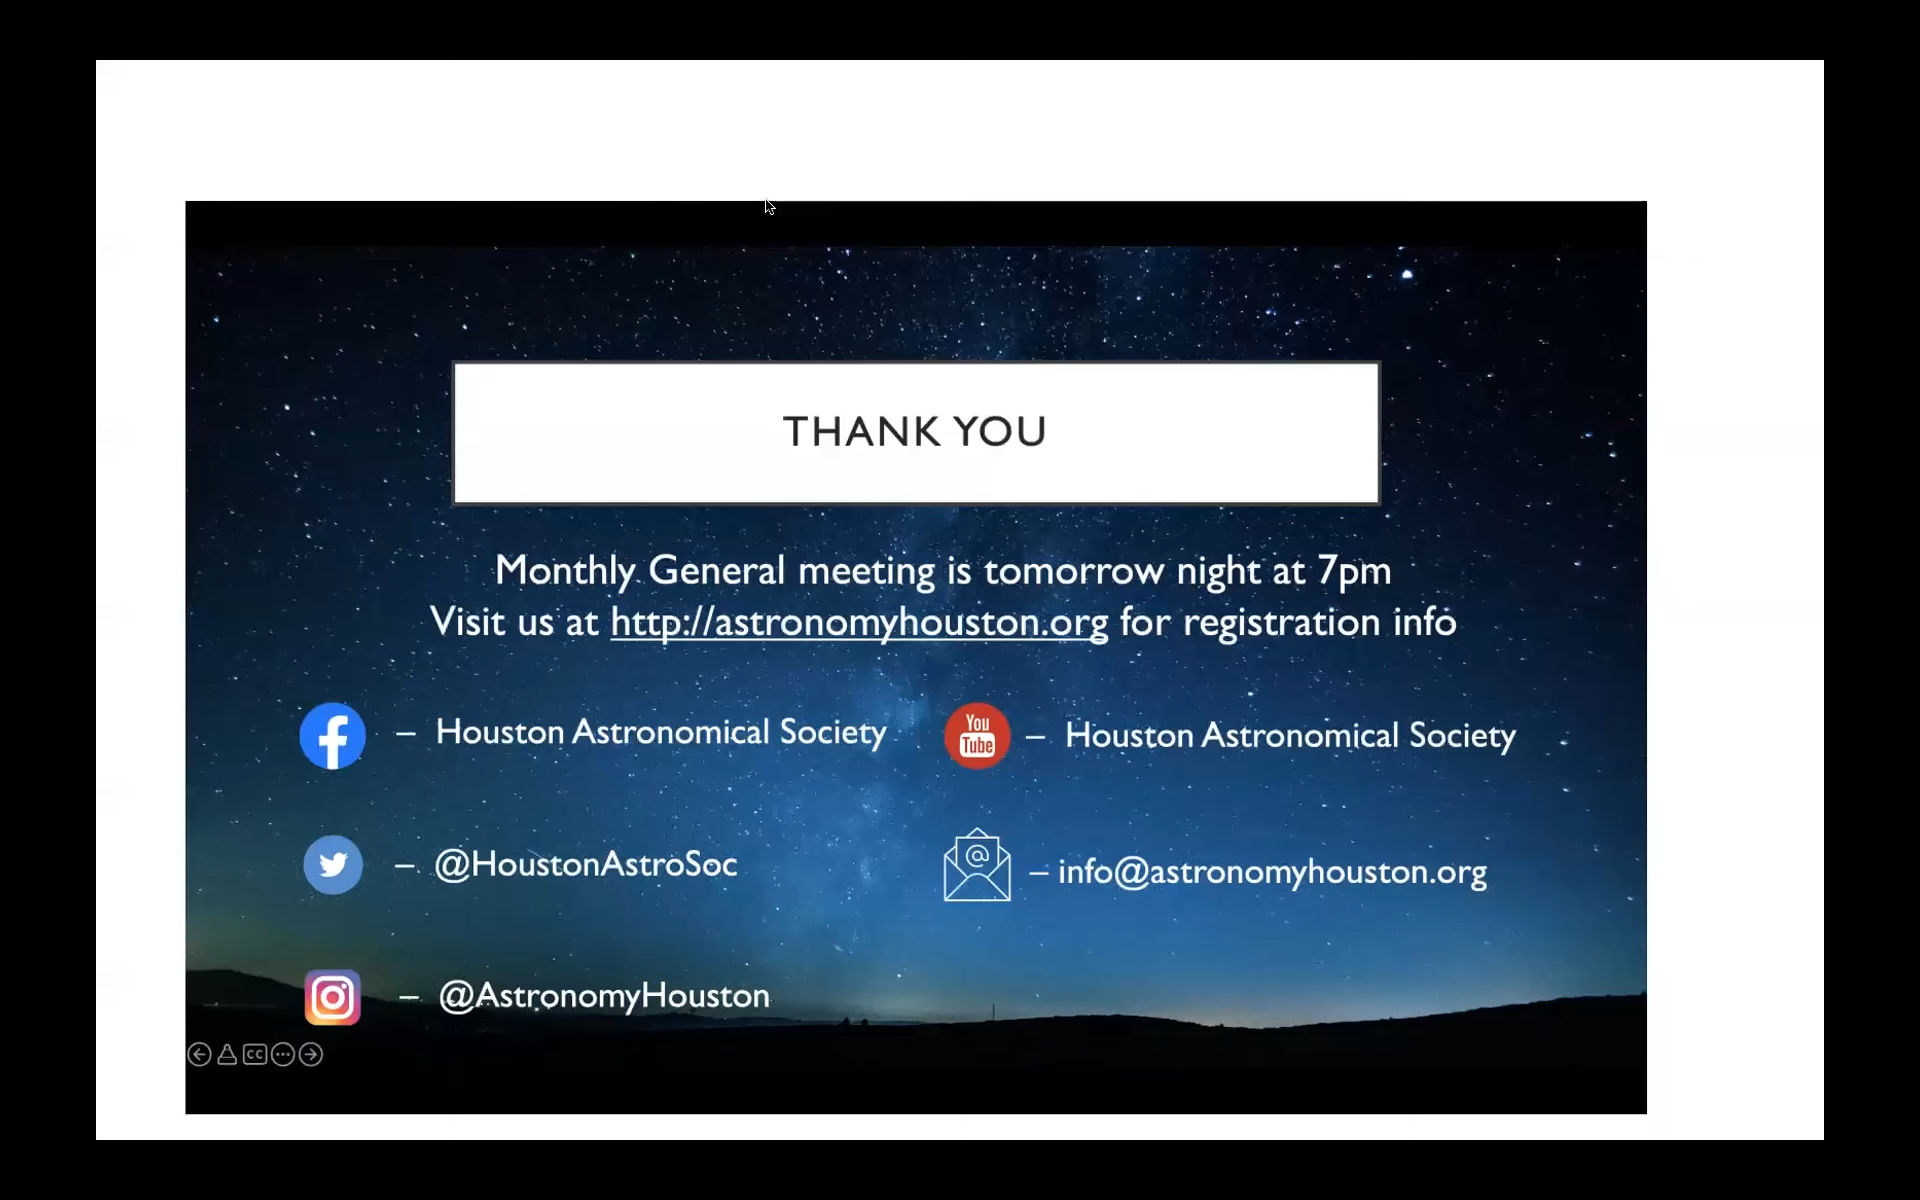 THANK YOU
Monthly General meeting is tomorrow night at 7pm
Visit us at http://astronomyhouston.org for registration info
– Houston Astronomical Society
You
Tube
– Houston Astronomical Society
– @HoustonAstroSoc
@
– info@astronomyhouston.org
– @AstronomyHouston
CC